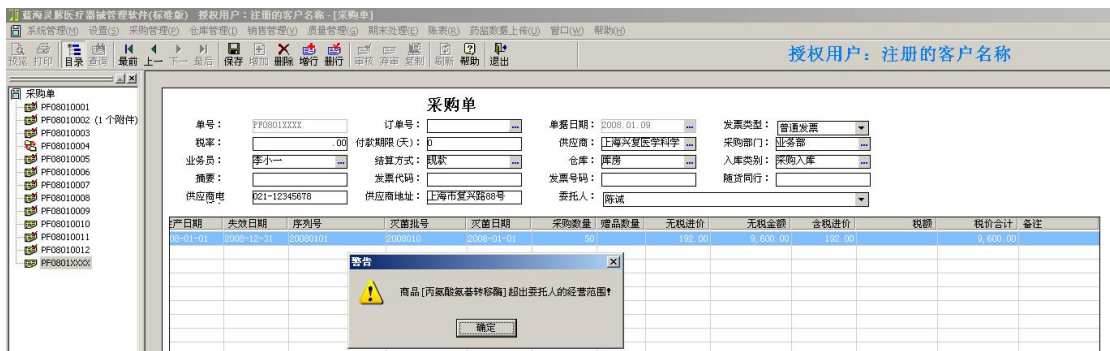 蓝海灵豚医疗器械管理软件(标准版) 授权用户：注册的客户名称 - [采购单]
系统管理(M) 设置(S) 采购管理(P) 仓库管理(I) 销售管理(V) 质量管理(G) 期末处理(E) 账表(R) 药监数据上传(U) 窗口(W) 帮助(H)
预览 打印 目录 查询 最前 上一 下一 最后 保存 增加 删除 增行 删行 审核 弃审 复制 刷新 帮助 退出
授权用户：注册的客户名称
采购单
PF08010001
PF08010002 (1 个附件)
PF08010003
PF08010004
PF08010005
PF08010006
PF08010007
PF08010008
PF08010009
PF08010010
PF08010011
PF08010012
PF0801XXXX
采购单
单号： PF0801XXXX 订单号： 单据日期： 2008.01.09 发票类型： 普通发票
税率： .00 付款期限(天)： 0 供应商： 上海兴复医学科学 采购部门： 业务部
业务员： 李小一 结算方式： 现款 仓库： 库房 入库类别： 采购入库
摘要： 发票代码： 发票号码： 随货同行：
供应商电 021-12345678 供应商地址： 上海市复兴路88号 委托人： 陈诚
产日期 失效日期 序列号 灭菌批号 灭菌日期 采购数量 赠品数量 无税进价 无税金额 含税进价 税额 税价合计 备注
08-01-01 2008-12-31 20080101 2008010 2008-01-01 50 192.00 9,600.00 192.00 9,600.00
警告
商品[丙氨酸氨基转移酶]超出委托人的经营范围!
确定